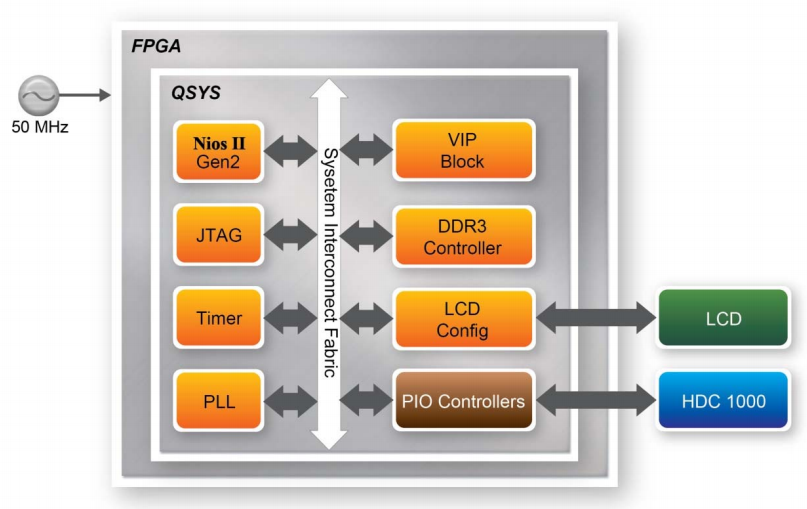 FPGA
QSYS
50 MHz
Nios II
Gen2
VIP
Block
JTAG
DDR3
Controller
Timer
LCD
Config
LCD
PLL
PIO Controllers
HDC 1000
Sysetem Interconnect Fabric